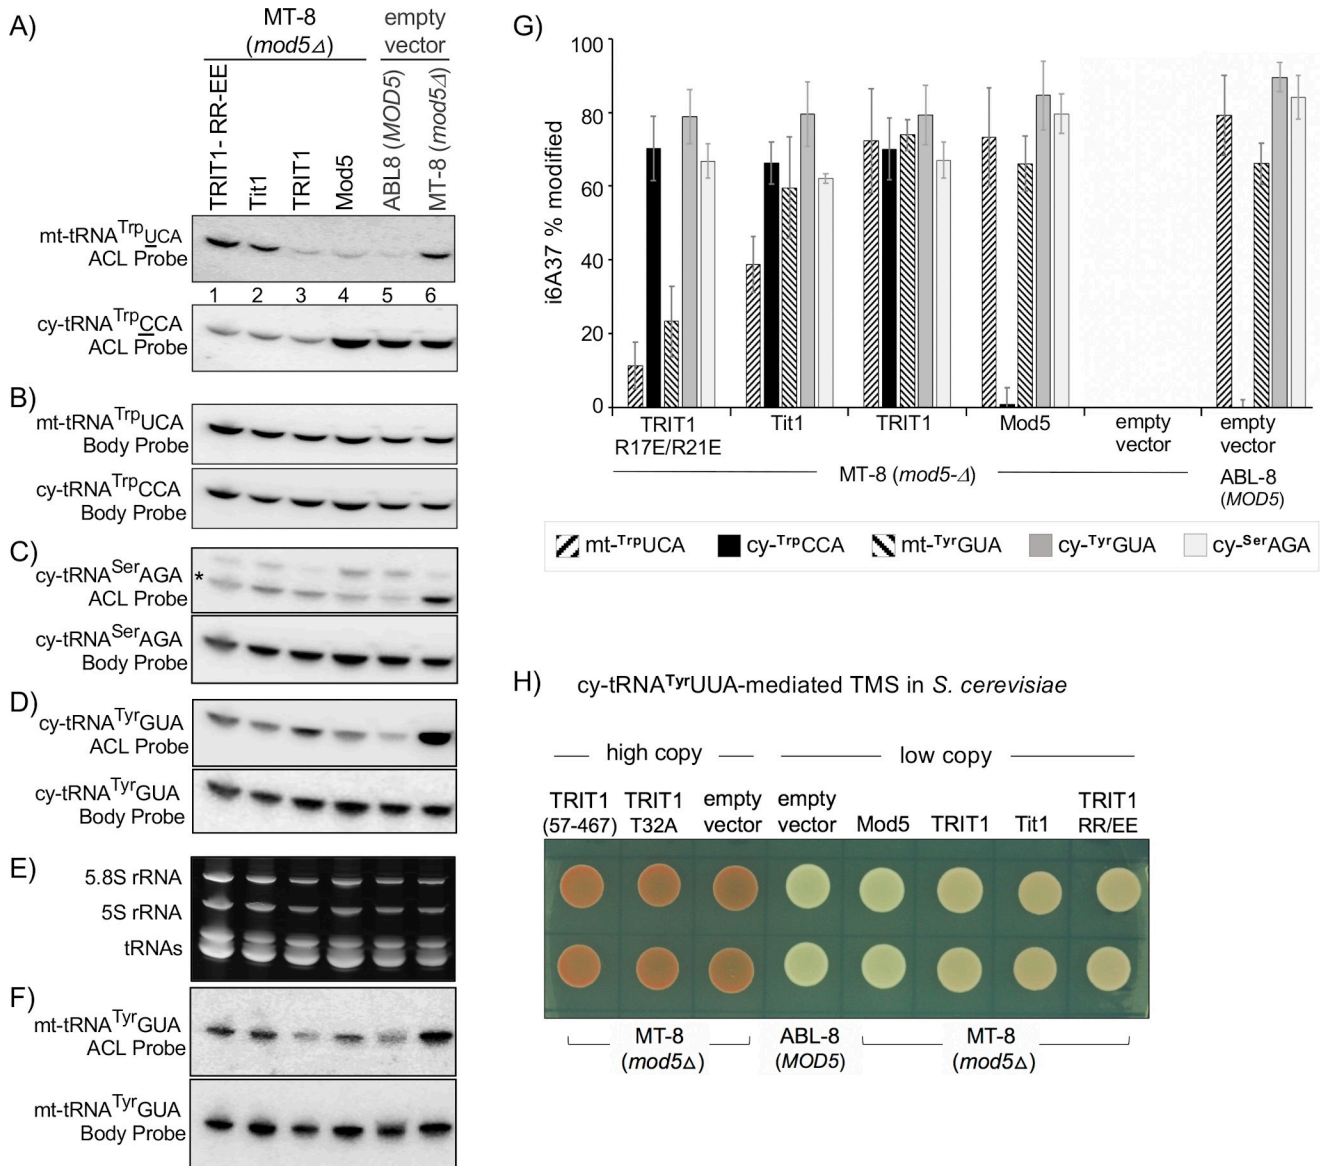 A)
MT-8
(mod5Δ)
empty
vector
TRIT1- RR-EE
Tit1
TRIT1
Mod5
ABL8 (MOD5)
MT-8 (mod5Δ)
mt-tRNATrpUCA
ACL Probe
1 2 3 4 5 6
cy-tRNATrpCCA
ACL Probe
B)
mt-tRNATrpUCA
Body Probe
cy-tRNATrpCCA
Body Probe
C)
cy-tRNASerAGA
*
ACL Probe
cy-tRNASerAGA
Body Probe
D)
cy-tRNATyrGUA
ACL Probe
cy-tRNATyrGUA
Body Probe
E)
5.8S rRNA
5S rRNA
tRNAs
F)
mt-tRNATyrGUA
ACL Probe
mt-tRNATyrGUA
Body Probe
G)
i6A37 % modified
100
80
60
40
20
0
TRIT1
R17E/R21E
Tit1
TRIT1
Mod5
empty
vector
empty
vector
MT-8 (mod5-Δ)
ABL-8
(MOD5)
mt-TrpUCA cy-TrpCCA mt-TyrGUA cy-TyrGUA cy-SerAGA
H)
cy-tRNATyrUUA-mediated TMS in S. cerevisiae
high copy low copy
TRIT1
(57-467)
TRIT1
T32A
empty
vector
empty
vector
Mod5
TRIT1
Tit1
TRIT1
RR/EE
MT-8
(mod5Δ)
ABL-8
(MOD5)
MT-8
(mod5Δ)